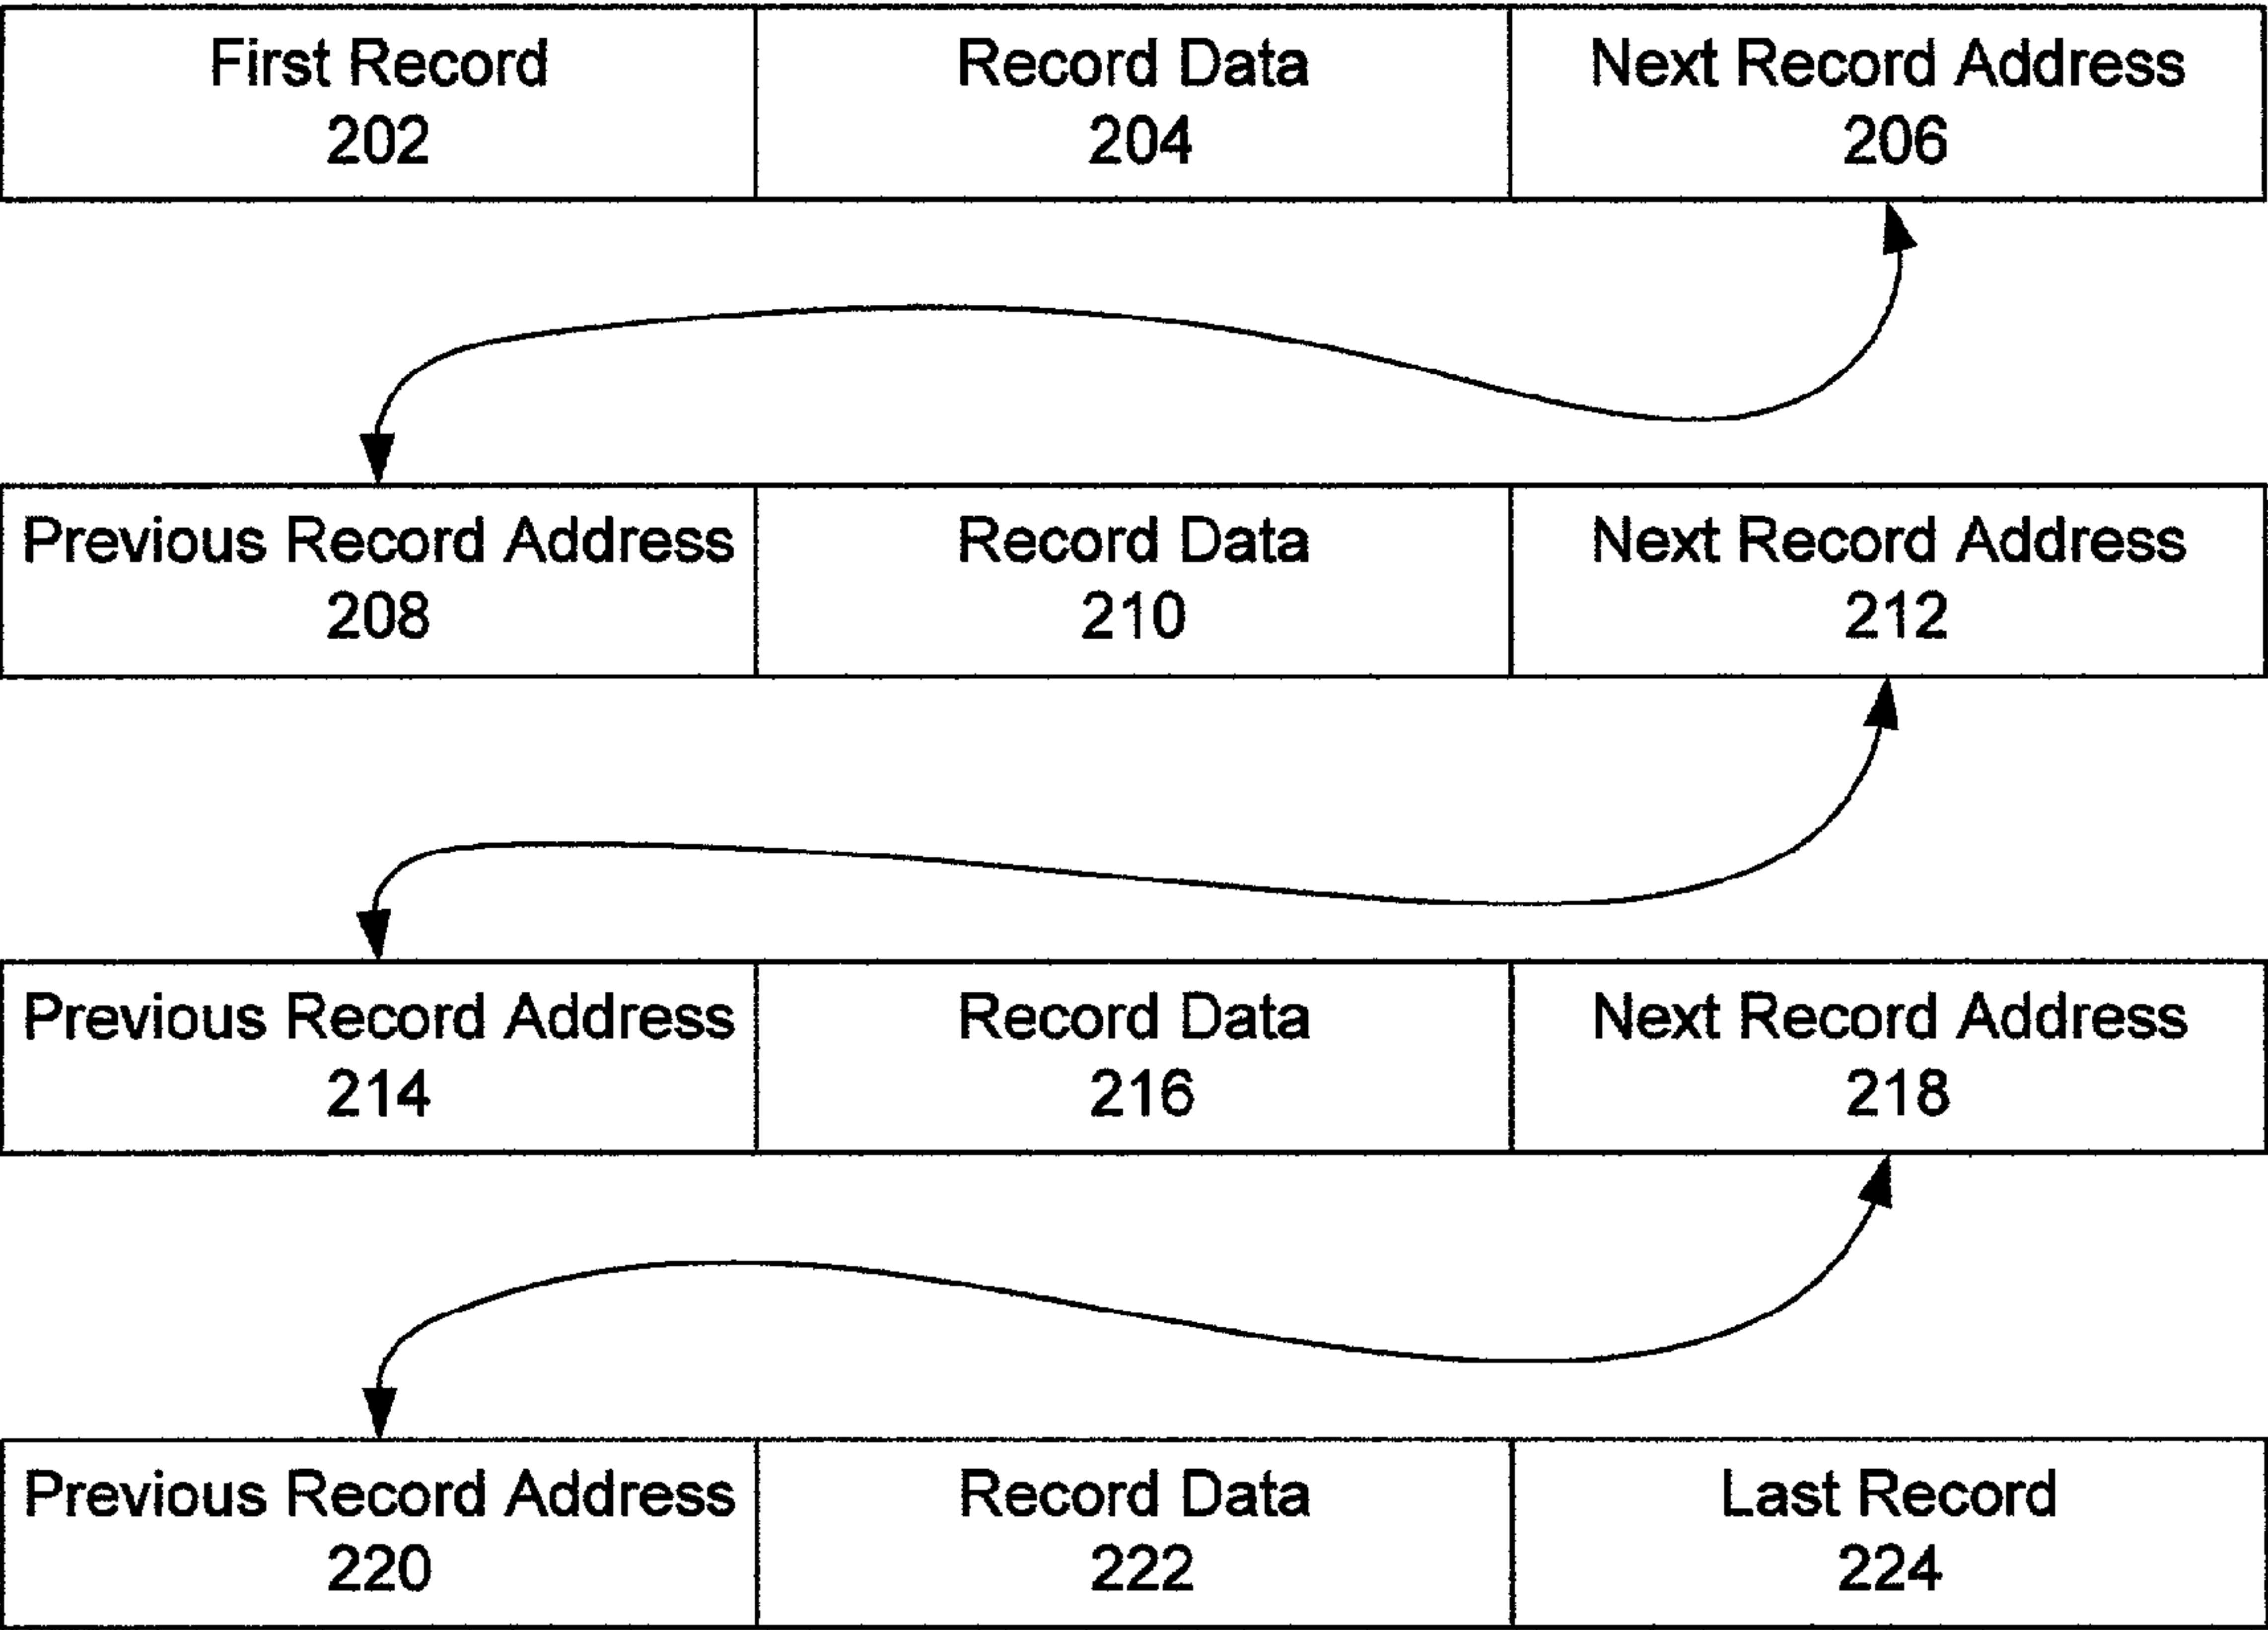 First Record
202
Record Data
204
Next Record Address
206
Previous Record Address
208
Record Data
210
Next Record Address
212
Previous Record Address
214
Record Data
216
Next Record Address
218
Previous Record Address
220
Record Data
222
Last Record
224